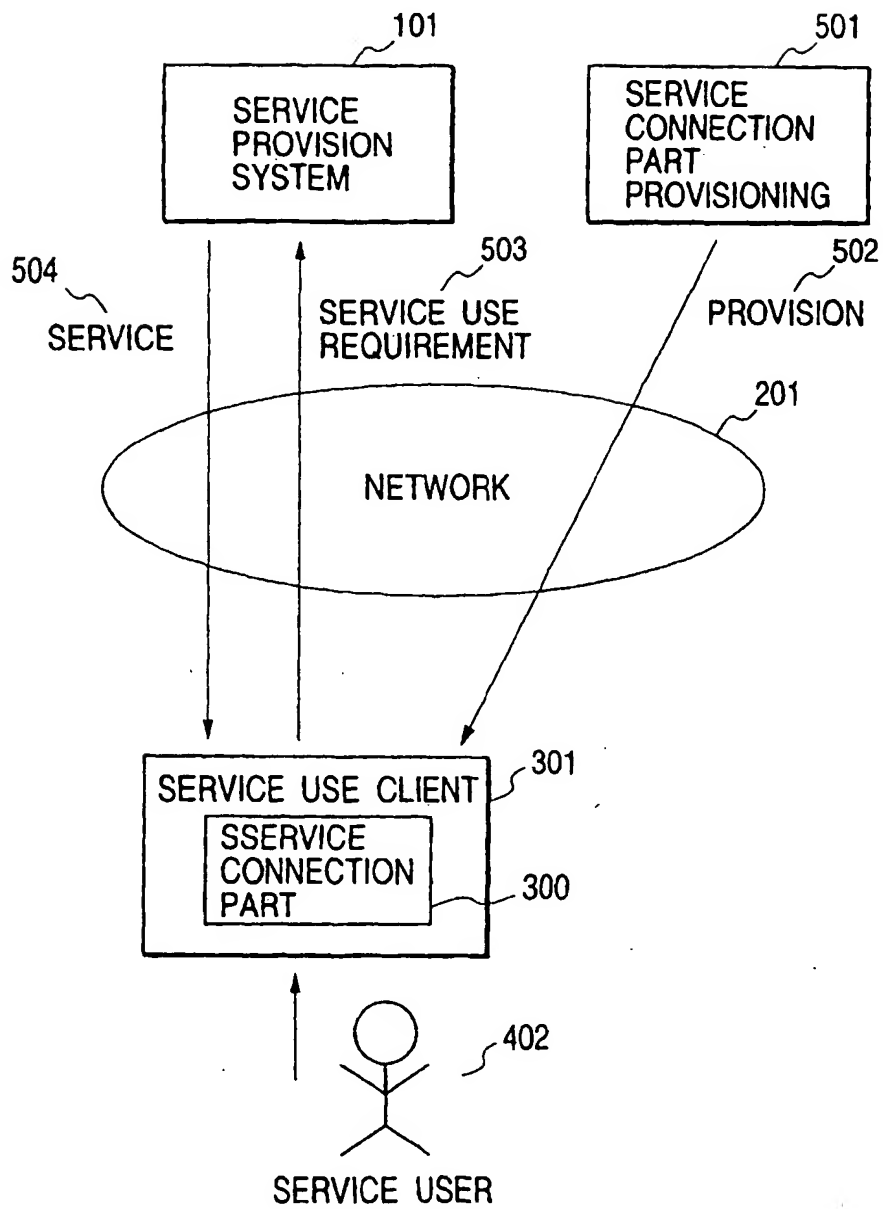 101
SERVICE
PROVISION
SYSTEM
501
SERVICE
CONNECTION
PART
PROVISIONING
504
SERVICE
503
SERVICE USE
REQUIREMENT
502
PROVISION
201
NETWORK
301
SERVICE USE CLIENT
SSERVICE
CONNECTION
PART
300
402
SERVICE USER